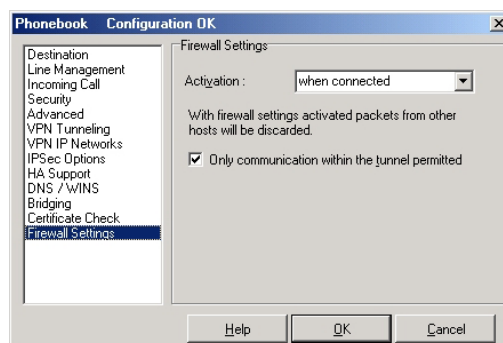 Phonebook Configuration OK
Destination
Line Management
Incoming Call
Security
Advanced
VPN Tunneling
VPN IP Networks
IPSec Options
HA Support
DNS / WINS
Bridging
Certificate Check
Firewall Settings
Firewall Settings
Activation :
when connected
With firewall settings activated packets from other
hosts will be discarded.
Only communication within the tunnel permitted
Help
OK
Cancel